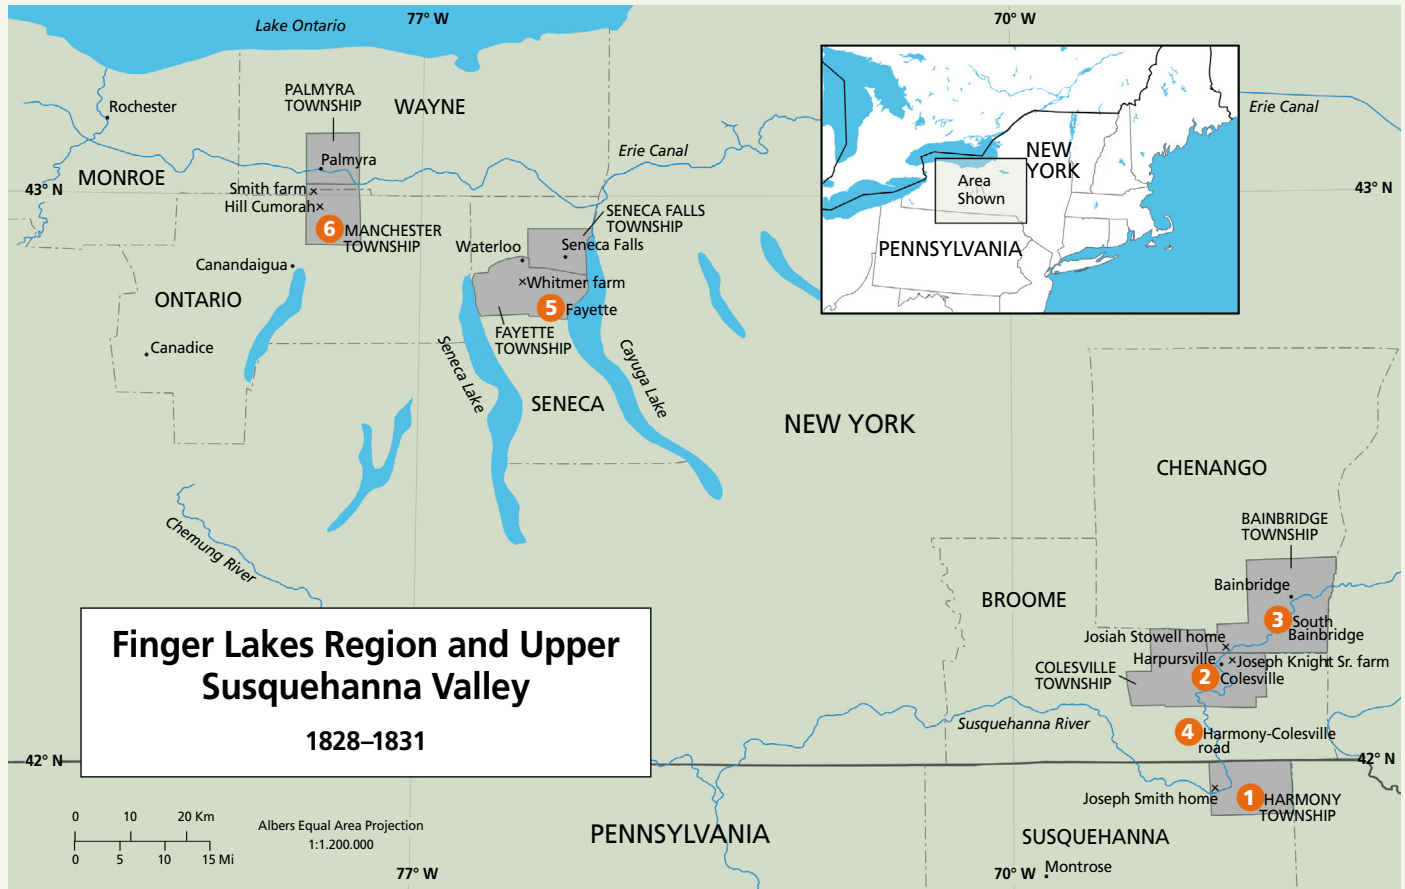 Lake Ontario
77° W
70° W
Rochester
PALMYRA
TOWNSHIP
WAYNE
Erie Canal
Erie Canal
NEW
YORK
Area
Shown
PENNSYLVANIA
Palmyra
MONROE
43° N
43° N
Smith farm
Hill Cumorah
6
MANCHESTER
TOWNSHIP
SENECA FALLS
TOWNSHIP
Seneca Falls
Waterloo
Canandaigua
Whitmer farm
ONTARIO
5
Fayette
FAYETTE
TOWNSHIP
Canadice
Seneca Lake
Cayuga Lake
SENECA
NEW YORK
CHENANGO
Chemung River
BAINBRIDGE
TOWNSHIP
Bainbridge
BROOME
3
South
Bainbridge
Josiah Stowell home
Harpursville
Joseph Knight Sr. farm
COLESVILLE
TOWNSHIP
2
Colesville
Finger Lakes Region and Upper
Susquehanna Valley
1828–1831
Susquehanna River
4
Harmony-Colesville
road
42° N
42° N
Joseph Smith home
1
HARMONY
TOWNSHIP
0 10 20 Km
0 5 10 15 Mi
Albers Equal Area Projection
1:1.200.000
PENNSYLVANIA
SUSQUEHANNA
Montrose
77° W
70° W